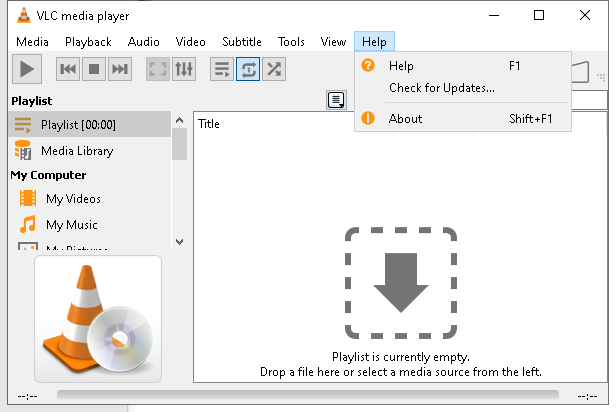 VLC media player
Media Playback Audio Video Subtitle Tools View Help
Help F1
Check for Updates...
About Shift+F1
Playlist
Playlist [00:00]
Media Library
My Computer
My Videos
My Music
My Pictures
Title
Playlist is currently empty.
Drop a file here or select a media source from the left.
--:-- --:--